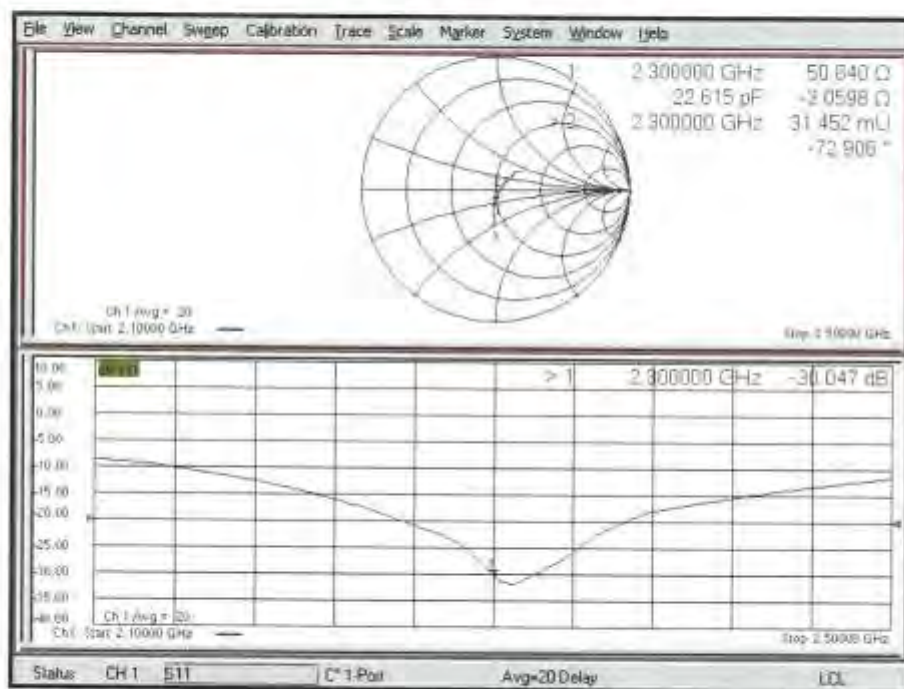 File View Channel Sweep Calibration Trace Scale Marker System Window Help
1 2.300000 GHz 50.640 Ω
22.615 pF -3.0598 Ω
> 2 2.300000 GHz 31.452 mU
-72.906 °
Ch 1 Avg = 20
Ch1: Start 2.10000 GHz
Stop 2.50000 GHz
10.00
> 1 2.300000 GHz -30.047 dB
5.00
0.00
-5.00
-10.00
-15.00
-20.00
-25.00
-30.00
-35.00
-40.00
Ch 1 Avg = 20
Ch1: Start 2.10000 GHz
Stop 2.50000 GHz
Status CH 1 S11 C* 1-Port Avg=20 Delay LCL